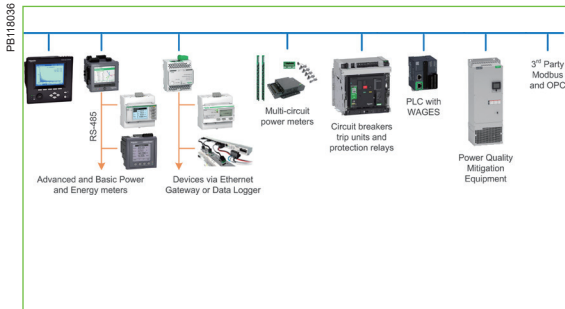 PB118036
RS-485
Advanced and Basic Power
and Energy meters
Devices via Ethernet
Gateway or Data Logger
Multi-circuit
power meters
Circuit breakers
trip units and
protection relays
PLC with
WAGES
Power Quality
Mitigation
Equipment
3rd Party
Modbus
and OPC